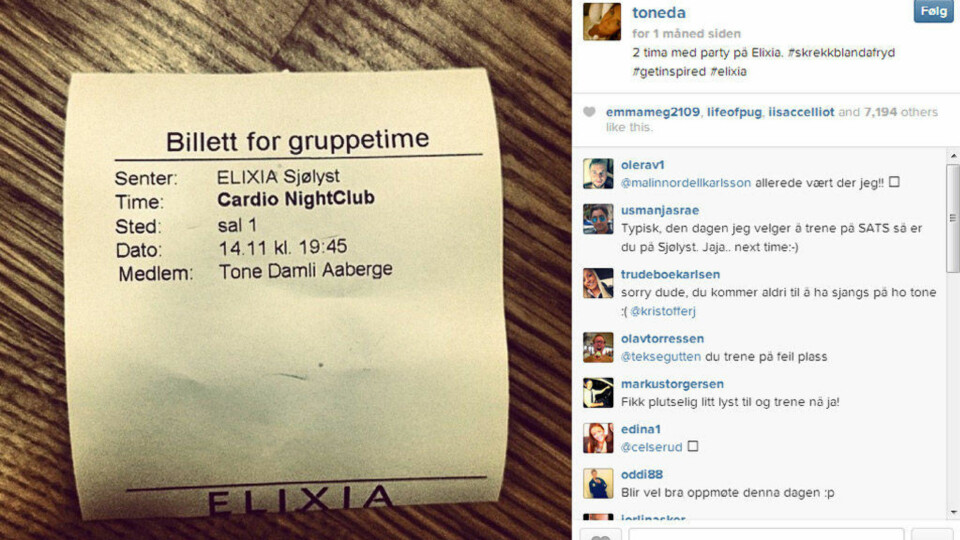 Billett for gruppetime
Senter: ELIXIA Sjølyst
Time: Cardio NightClub
Sted: sal 1
Dato: 14.11 kl. 19:45
Medlem: Tone Damli Aaberge
ELIXIA
toneda
Følg
for 1 måned siden
2 tima med party på Elixia. #skrekkblandafryd
#getinspired #elixia
emmameg2109, lifeofpug, iisaccelliot and 7,194 others
like this.
olerav1
@malinnordellkarlsson allerede vært der jeg!!
usmanjasrae
Typisk, den dagen jeg velger å trene på SATS så er
du på Sjølyst. Jaja.. next time:-)
trudeboekarlsen
sorry dude, du kommer aldri til å ha sjangs på ho tone
:( @kristofferj
olavtorressen
@teksegutten du trene på feil plass
markustorgersen
Fikk plutselig litt lyst til og trene nå ja!
edina1
@celserud
oddi88
Blir vel bra oppmøte denna dagen :p